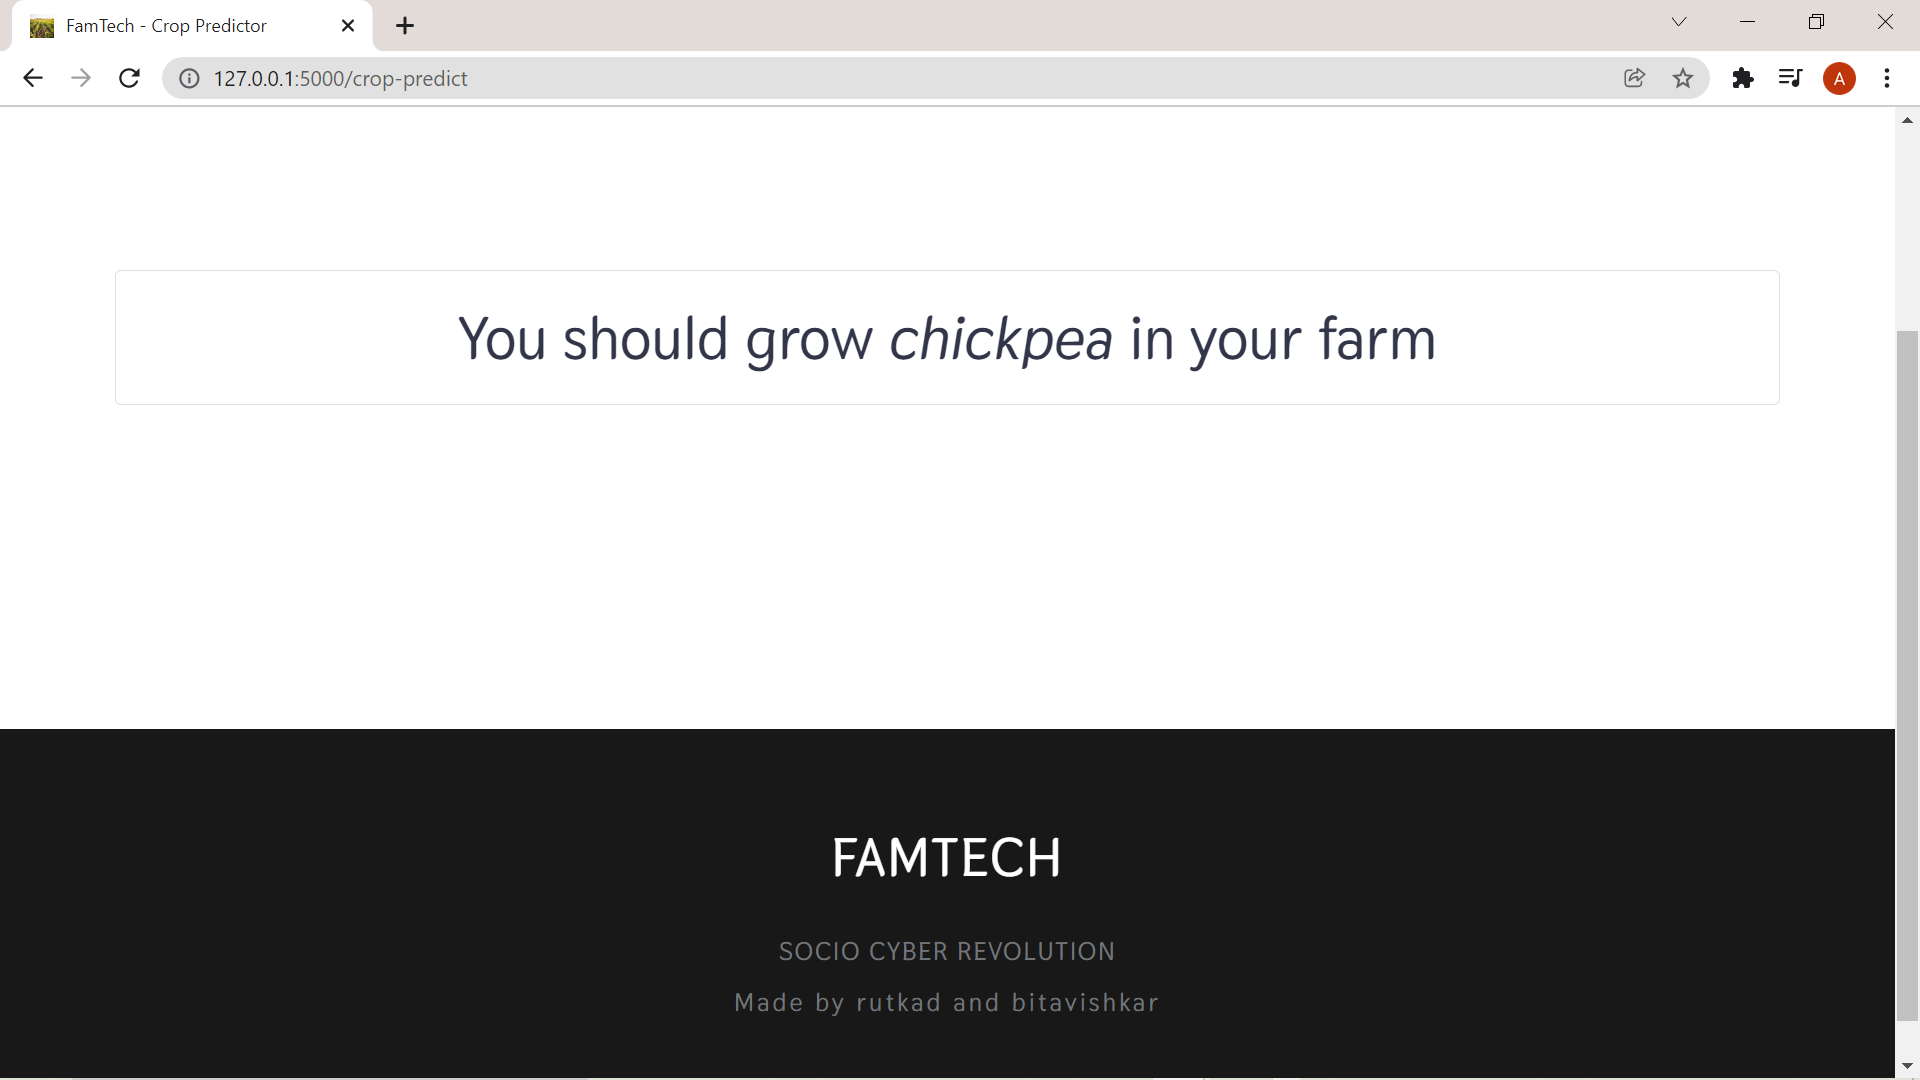 FamTech - Crop Predictor
127.0.0.1:5000/crop-predict
A
You should grow chickpea in your farm
FAMTECH
SOCIO CYBER REVOLUTION
Made by rutkad and bitavishkar